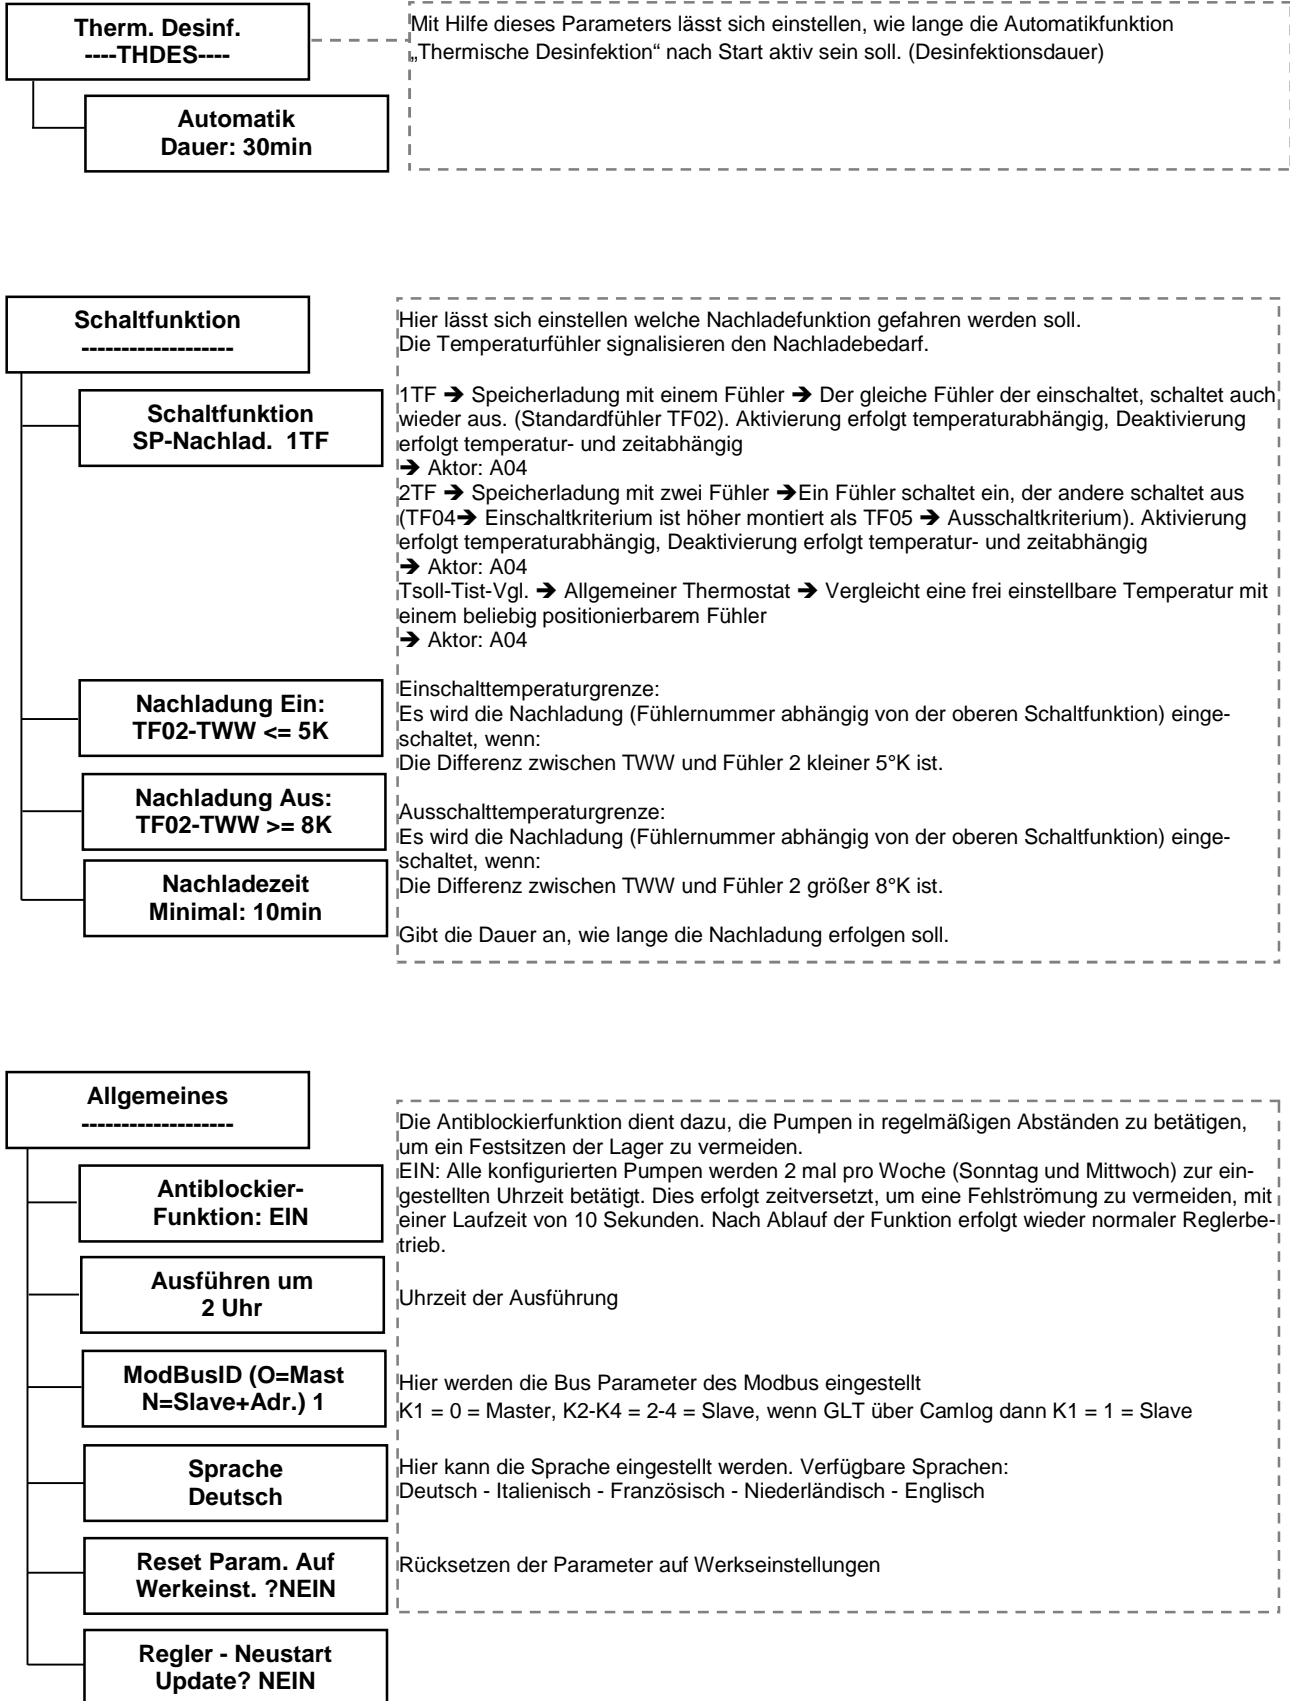 Therm. Desinf.
----THDES----
Automatik
Dauer: 30min
Mit Hilfe dieses Parameters lässt sich einstellen, wie lange die Automatikfunktion
„Thermische Desinfektion“ nach Start aktiv sein soll. (Desinfektionsdauer)
Schaltfunktion
-------------------
Schaltfunktion
SP-Nachlad.  1TF
Nachladung Ein:
TF02-TWW <= 5K
Nachladung Aus:
TF02-TWW >= 8K
Nachladezeit
Minimal: 10min
Hier lässt sich einstellen welche Nachladefunktion gefahren werden soll.
Die Temperaturfühler signalisieren den Nachladebedarf.
1TF ➔ Speicherladung mit einem Fühler ➔ Der gleiche Fühler der einschaltet, schaltet auch
wieder aus. (Standardfühler TF02). Aktivierung erfolgt temperaturabhängig, Deaktivierung
erfolgt temperatur- und zeitabhängig
➔ Aktor: A04
2TF ➔ Speicherladung mit zwei Fühler ➔Ein Fühler schaltet ein, der andere schaltet aus
(TF04➔ Einschaltkriterium ist höher montiert als TF05 ➔ Ausschaltkriterium). Aktivierung
erfolgt temperaturabhängig, Deaktivierung erfolgt temperatur- und zeitabhängig
➔ Aktor: A04
Tsoll-Tist-Vgl. ➔ Allgemeiner Thermostat ➔ Vergleicht eine frei einstellbare Temperatur mit
einem beliebig positionierbarem Fühler
➔ Aktor: A04
Einschalttemperaturgrenze:
Es wird die Nachladung (Fühlernummer abhängig von der oberen Schaltfunktion) einge-
schaltet, wenn:
Die Differenz zwischen TWW und Fühler 2 kleiner 5°K ist.
Ausschalttemperaturgrenze:
Es wird die Nachladung (Fühlernummer abhängig von der oberen Schaltfunktion) einge-
schaltet, wenn:
Die Differenz zwischen TWW und Fühler 2 größer 8°K ist.
Gibt die Dauer an, wie lange die Nachladung erfolgen soll.
Allgemeines
-------------------
Antiblockier-
Funktion: EIN
Ausführen um
2 Uhr
ModBusID (O=Mast
N=Slave+Adr.) 1
Sprache
Deutsch
Reset Param. Auf
Werkeinst. ?NEIN
Regler - Neustart
Update? NEIN
Die Antiblockierfunktion dient dazu, die Pumpen in regelmäßigen Abständen zu betätigen,
um ein Festsitzen der Lager zu vermeiden.
EIN: Alle konfigurierten Pumpen werden 2 mal pro Woche (Sonntag und Mittwoch) zur ein-
gestellten Uhrzeit betätigt. Dies erfolgt zeitversetzt, um eine Fehlströmung zu vermeiden, mit
einer Laufzeit von 10 Sekunden. Nach Ablauf der Funktion erfolgt wieder normaler Reglerbe-
trieb.
Uhrzeit der Ausführung
Hier werden die Bus Parameter des Modbus eingestellt
K1 = 0 = Master, K2-K4 = 2-4 = Slave, wenn GLT über Camlog dann K1 = 1 = Slave
Hier kann die Sprache eingestellt werden. Verfügbare Sprachen:
Deutsch - Italienisch - Französisch - Niederländisch - Englisch
Rücksetzen der Parameter auf Werkseinstellungen